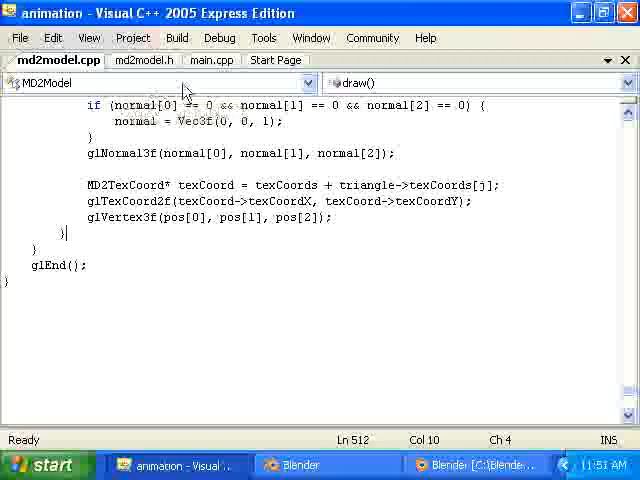 animation - Visual C++ 2005 Express Edition
File Edit View Project Build Debug Tools Window Community Help
md2model.cpp md2model.h main.cpp Start Page
MD2Model draw()
if (normal[0] == 0 && normal[1] == 0 && normal[2] == 0) {
normal = Vec3f(0, 0, 1);
}
glNormal3f(normal[0], normal[1], normal[2]);
MD2TexCoord* texCoord = texCoords + triangle->texCoords[j];
glTexCoord2f(texCoord->texCoordX, texCoord->texCoordY);
glVertex3f(pos[0], pos[1], pos[2]);
}
}
glEnd();
}
Ready Ln 512 Col 10 Ch 4 INS
start animation - Visual ... Blender Blender [C:\Blende... 11:51 AM